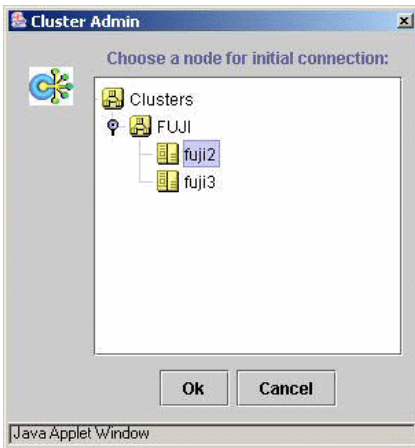 Cluster Admin
Choose a node for initial connection:
Clusters
FUJI
fuji2
fuji3
Ok Cancel
Java Applet Window